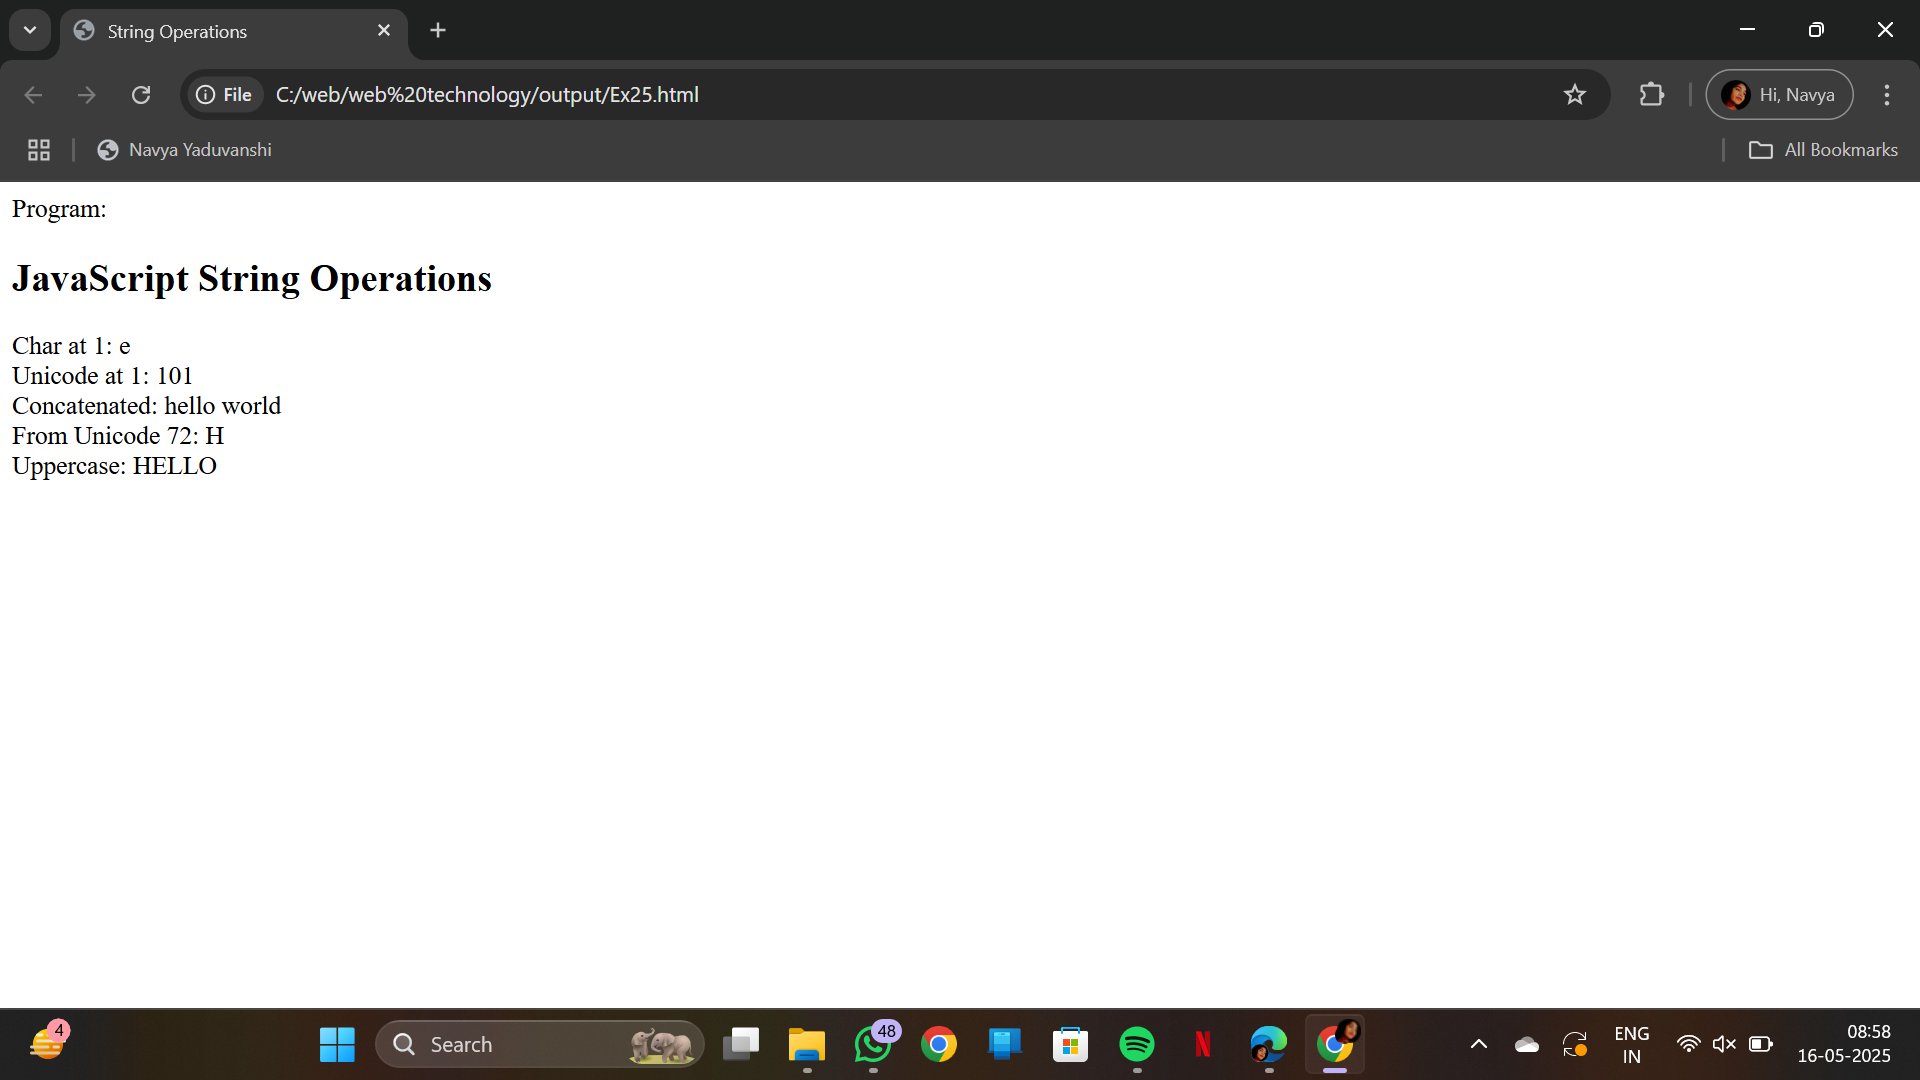 String Operations
File C:/web/web%20technology/output/Ex25.html
Hi, Navya
Navya Yaduvanshi
All Bookmarks
Program:
JavaScript String Operations
Char at 1: e
Unicode at 1: 101
Concatenated: hello world
From Unicode 72: H
Uppercase: HELLO
4
Search
48
N
ENG
IN
08:58
16-05-2025